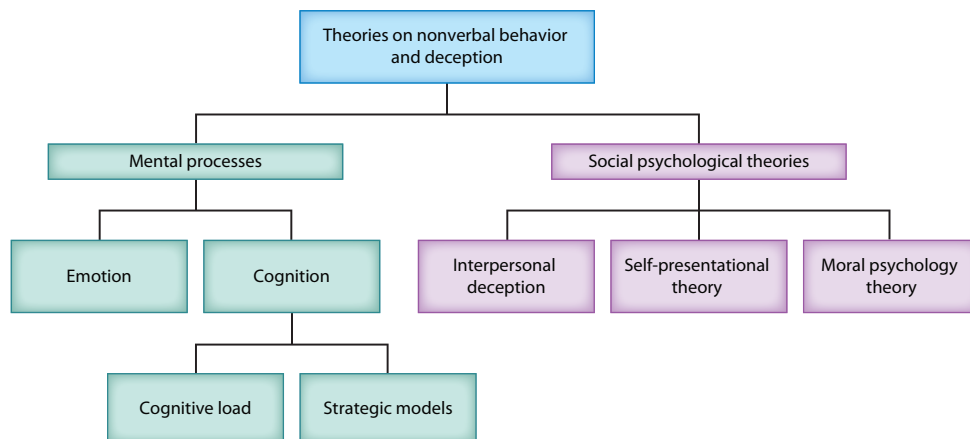 Theories on nonverbal behavior
and deception
Mental processes
Social psychological theories
Emotion
Cognition
Interpersonal
deception
Self-presentational
theory
Moral psychology
theory
Cognitive load
Strategic models